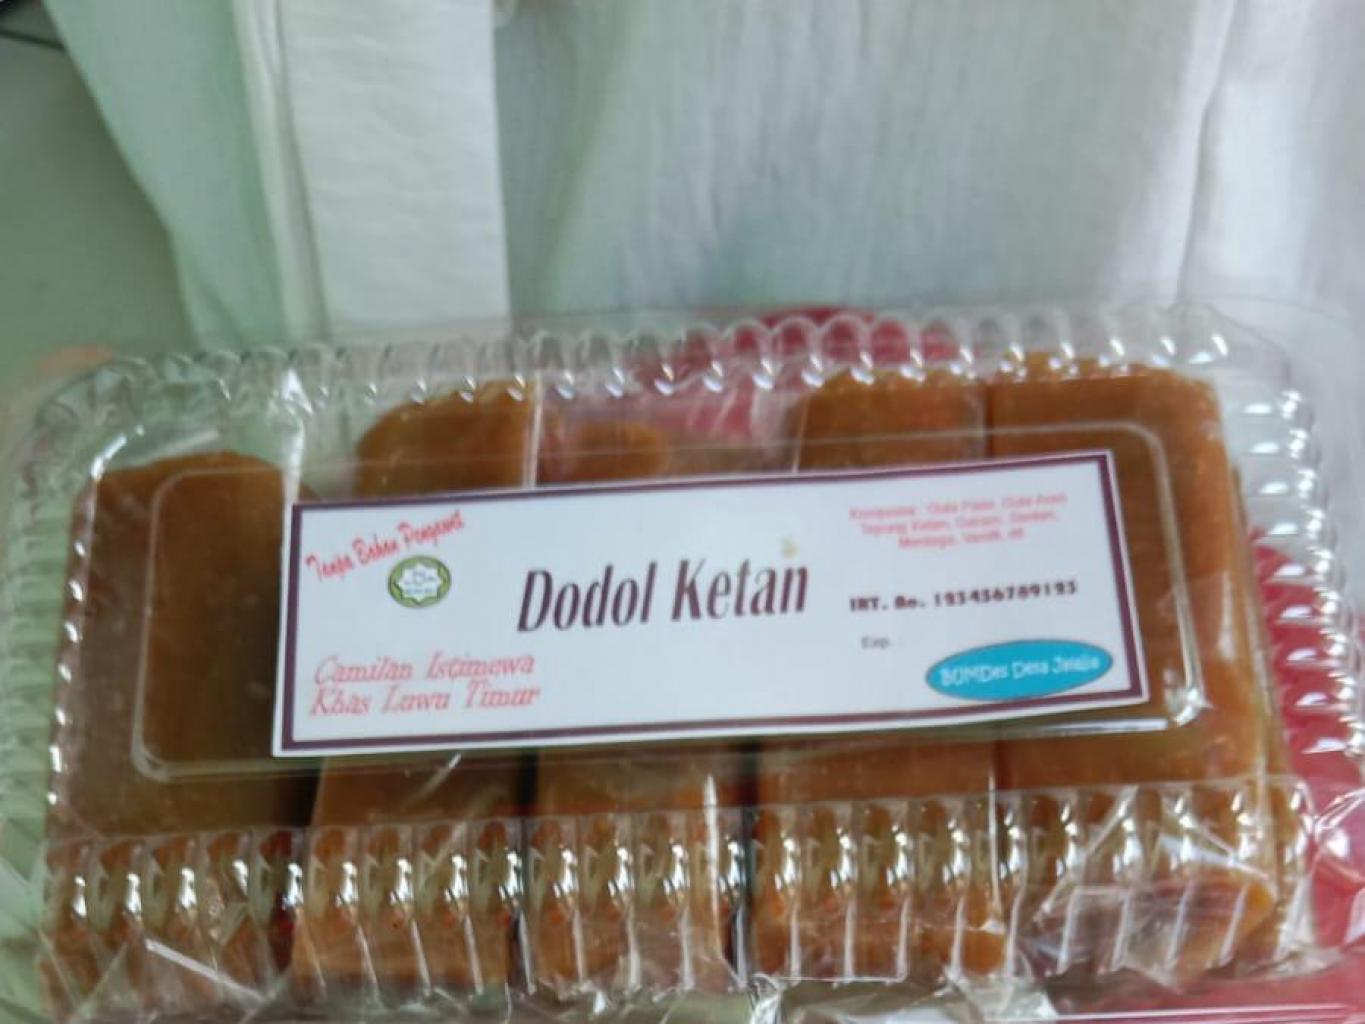 Tanpa Bahan Pengawet
Dodol Ketan
Camilan Istimewa
Khas Luwu Timur
Komposisi : Gula Pasir, Gula Aren
Tepung Ketan, Garam, Santan,
Mentega, Vanili, dll
IRT. No. 123456789123
Exp. :
BUMDes Desa